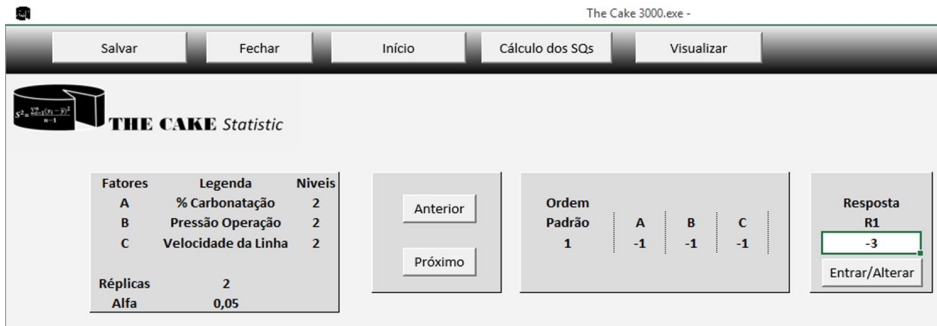 The Cake 3000.exe -
Salvar Fechar Início Cálculo dos SQs Visualizar
THE CAKE Statistic
Fatores Legenda Niveis
A % Carbonatação 2
B Pressão Operação 2
C Velocidade da Linha 2
Réplicas 2
Alfa 0,05
Anterior
Próximo
Ordem
Padrão A B C
1 -1 -1 -1
Resposta
R1
-3
Entrar/Alterar